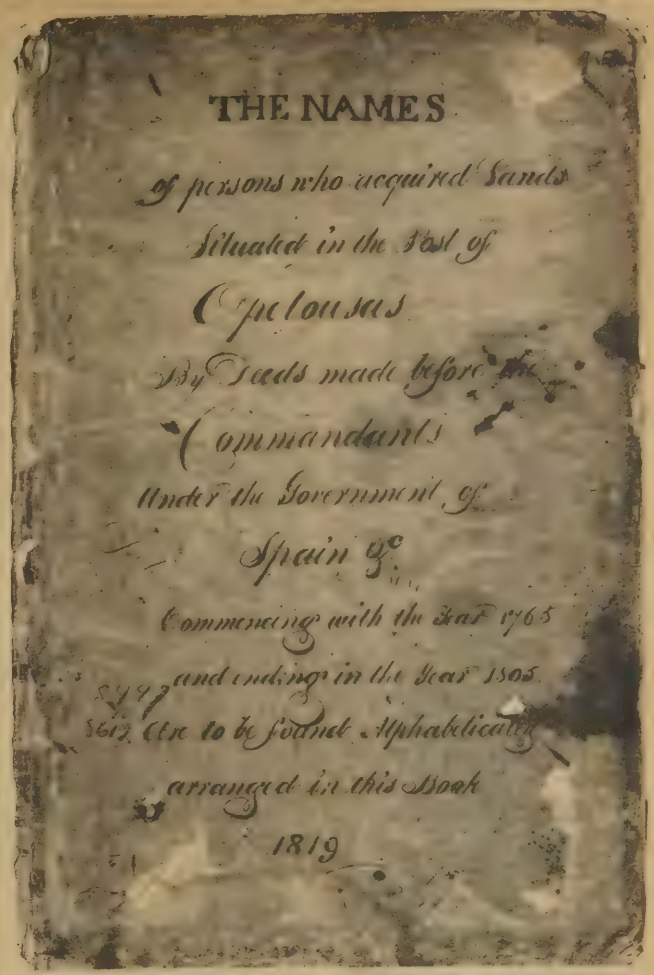 THE NAMES
of persons who acquired Lands
Situated in the Post of
Opelousas
By Deeds made before the
Commandants
Under the Government of
Spain &c.
Commencing with the Year 1765
and ending in the Year 1805.
Are to be found Alphabetically
arranged in this Book
1819